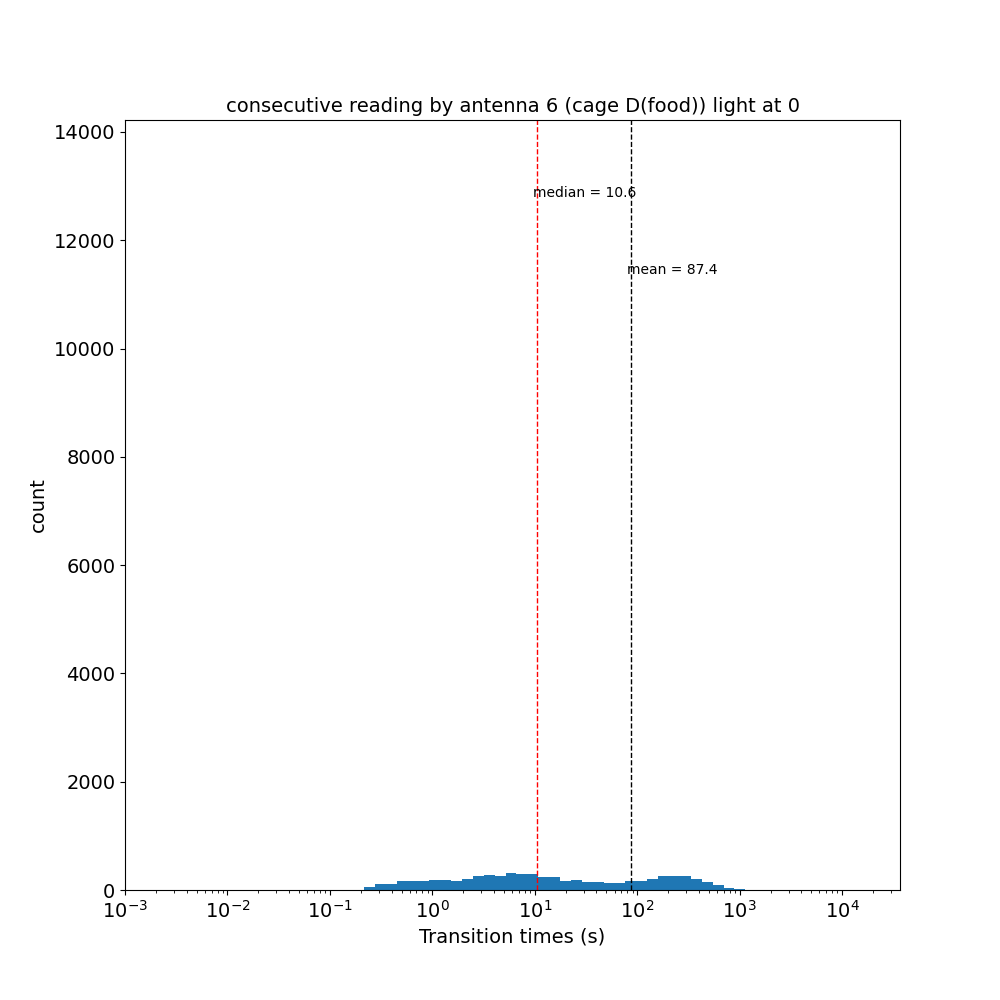 consecutive reading by antenna 6 (cage D(food)) light at 0
14000
12000
10000
8000
6000
4000
2000
0
count
median = 10.6
mean = 87.4
10⁻³ 10⁻² 10⁻¹ 10⁰ 10¹ 10² 10³ 10⁴
Transition times (s)